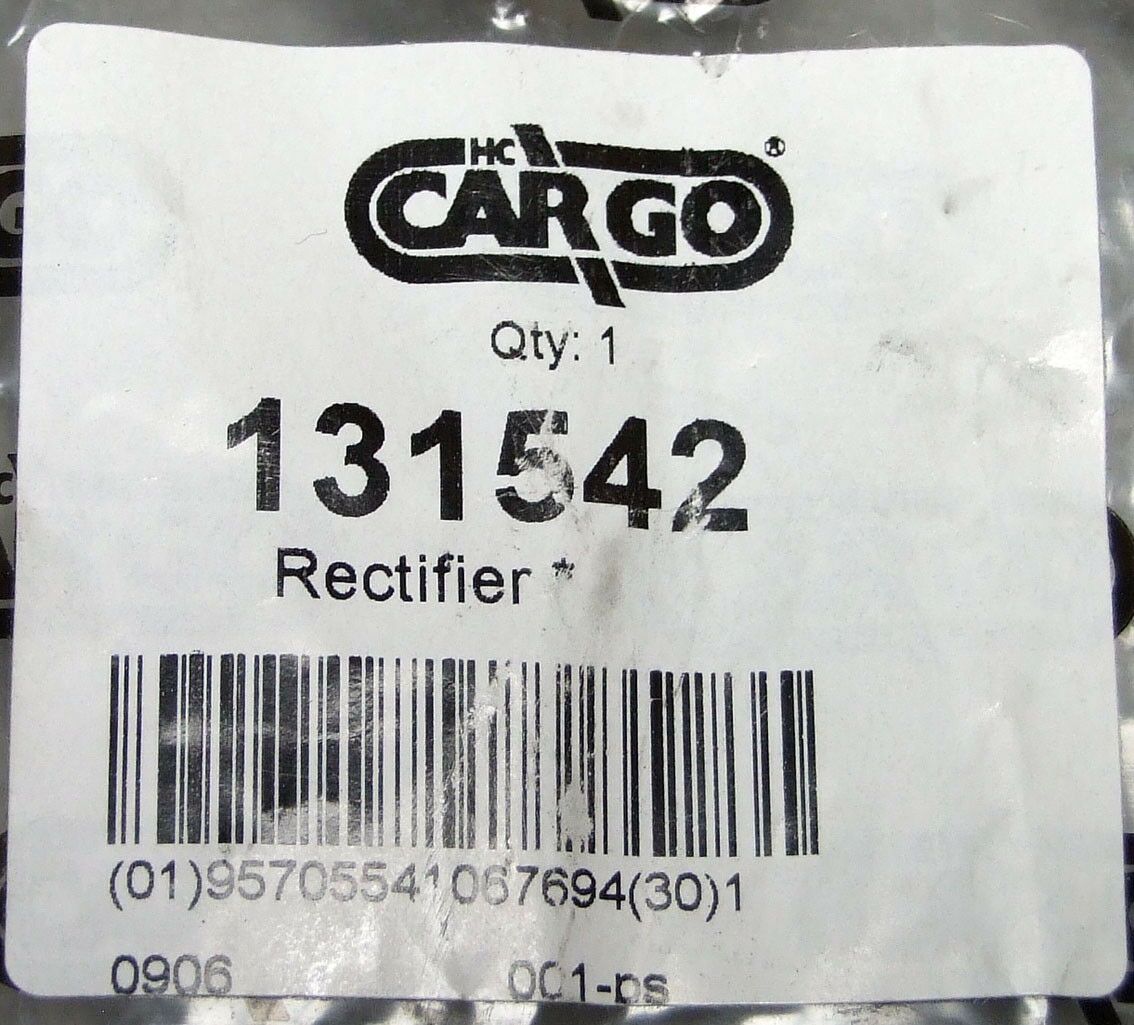 HC
CARGO®
Qty: 1
131542
Rectifier *
(01)95705541067694(30)1
0906 001-ps